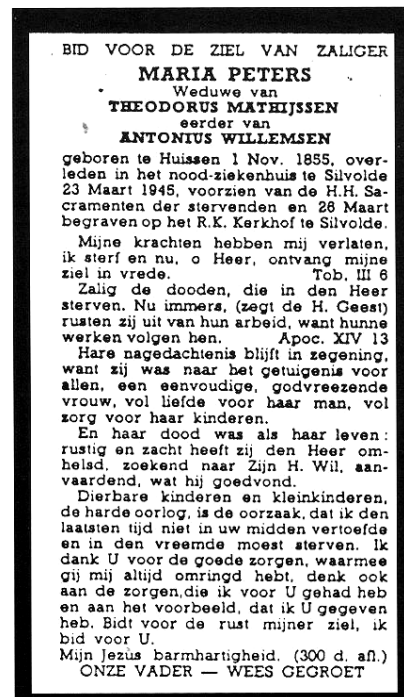 BID VOOR DE ZIEL VAN ZALIGER
MARIA PETERS
Weduwe van
THEODORUS MATHIJSSEN
eerder van
ANTONIUS WILLEMSEN
geboren te Huissen 1 Nov. 1855, over-
leden in het nood-ziekenhuis te Silvolde
23 Maart 1945, voorzien van de H.H. Sa-
cramenten der stervenden en 26 Maart
begraven op het R.K. Kerkhof te Silvolde.
Mijne krachten hebben mij verlaten,
ik sterf en nu, o Heer, ontvang mijne
ziel in vrede. Tob, III 6
Zalig de dooden, die in den Heer
sterven. Nu immers, (zegt de H. Geest)
rusten zij uit van hun arbeid, want hunne
werken volgen hen. Apoc. XIV 13
Hare nagedachtenis blijft in zegening,
want zij was naar het getuigenis voor
allen, een eenvoudige, godvreezende
vrouw, vol liefde voor haar man, vol
zorg voor haar kinderen.
En haar dood was als haar leven:
rustig en zacht heeft zij den Heer om-
helsd, zoekend naar Zijn H. Wil, aan-
vaardend, wat hij goedvond.
Dierbare kinderen en kleinkinderen,
de harde oorlog, is de oorzaak, dat ik den
laatsten tijd niet in uw midden vertoefde
en in den vreemde moest sterven. Ik
dank U voor de goede zorgen, waarmee
gij mij altijd omringd hebt, denk ook
aan de zorgen,die ik voor U gehad heb
en aan het voorbeeld, dat ik U gegeven
heb. Bidt voor de rust mijner ziel, ik
bid voor U.
Mijn Jezus barmhartigheid. (300 d. afl.)
ONZE VADER — WEES GEGROET